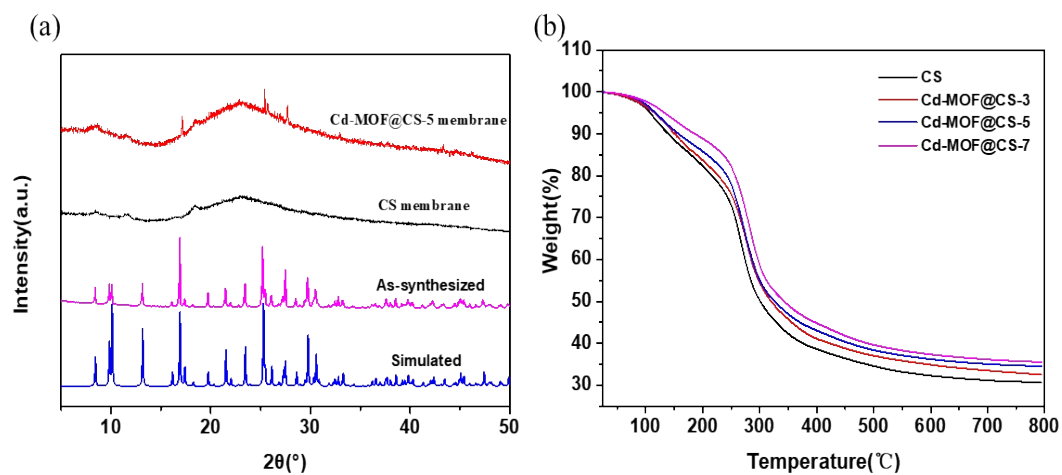 (a)
Cd-MOF@CS-5 membrane
CS membrane
As-synthesized
Simulated
Intensity(a.u.)
10 20 30 40 50
2θ(°)
(b)
110
100
90
80
70
60
50
40
30
CS
Cd-MOF@CS-3
Cd-MOF@CS-5
Cd-MOF@CS-7
Weight(%)
100 200 300 400 500 600 700 800
Temperature(℃)